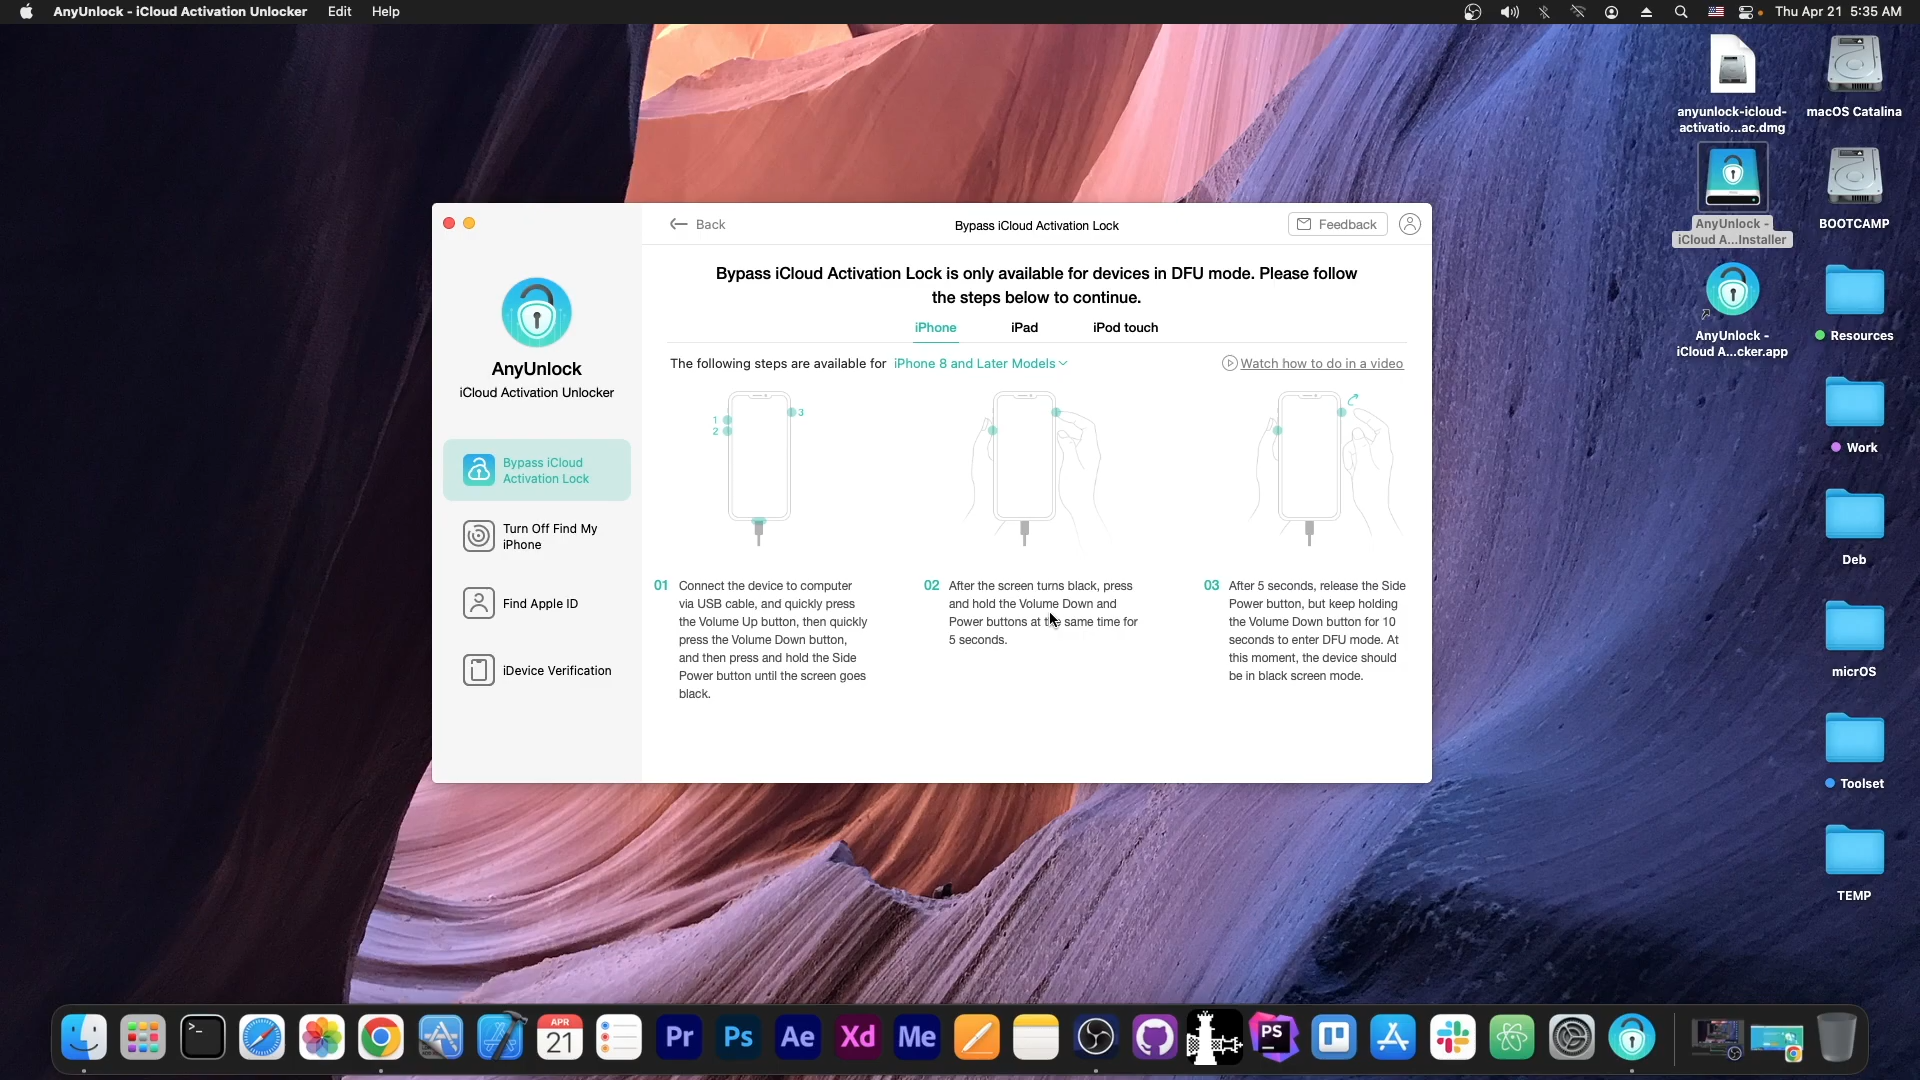 AnyUnlock - iCloud Activation Unlocker Edit Help
Thu Apr 21 5:35 AM
anyunlock-icloud-
activatio...ac.dmg
macOS Catalina
AnyUnlock -
iCloud A...Installer
BOOTCAMP
AnyUnlock -
iCloud A...cker.app
Resources
Work
Deb
micrOS
Toolset
TEMP
Back
Bypass iCloud Activation Lock
Feedback
AnyUnlock
iCloud Activation Unlocker
Bypass iCloud
Activation Lock
Turn Off Find My
iPhone
Find Apple ID
iDevice Verification
Bypass iCloud Activation Lock is only available for devices in DFU mode. Please follow
the steps below to continue.
iPhone iPad iPod touch
The following steps are available for iPhone 8 and Later Models
Watch how to do in a video
1
2
3
01 Connect the device to computer
via USB cable, and quickly press
the Volume Up button, then quickly
press the Volume Down button,
and then press and hold the Side
Power button until the screen goes
black.
02 After the screen turns black, press
and hold the Volume Down and
Power buttons at the same time for
5 seconds.
03 After 5 seconds, release the Side
Power button, but keep holding
the Volume Down button for 10
seconds to enter DFU mode. At
this moment, the device should
be in black screen mode.
>_
APR
21
Pr
Ps
Ae
Xd
Me
PS